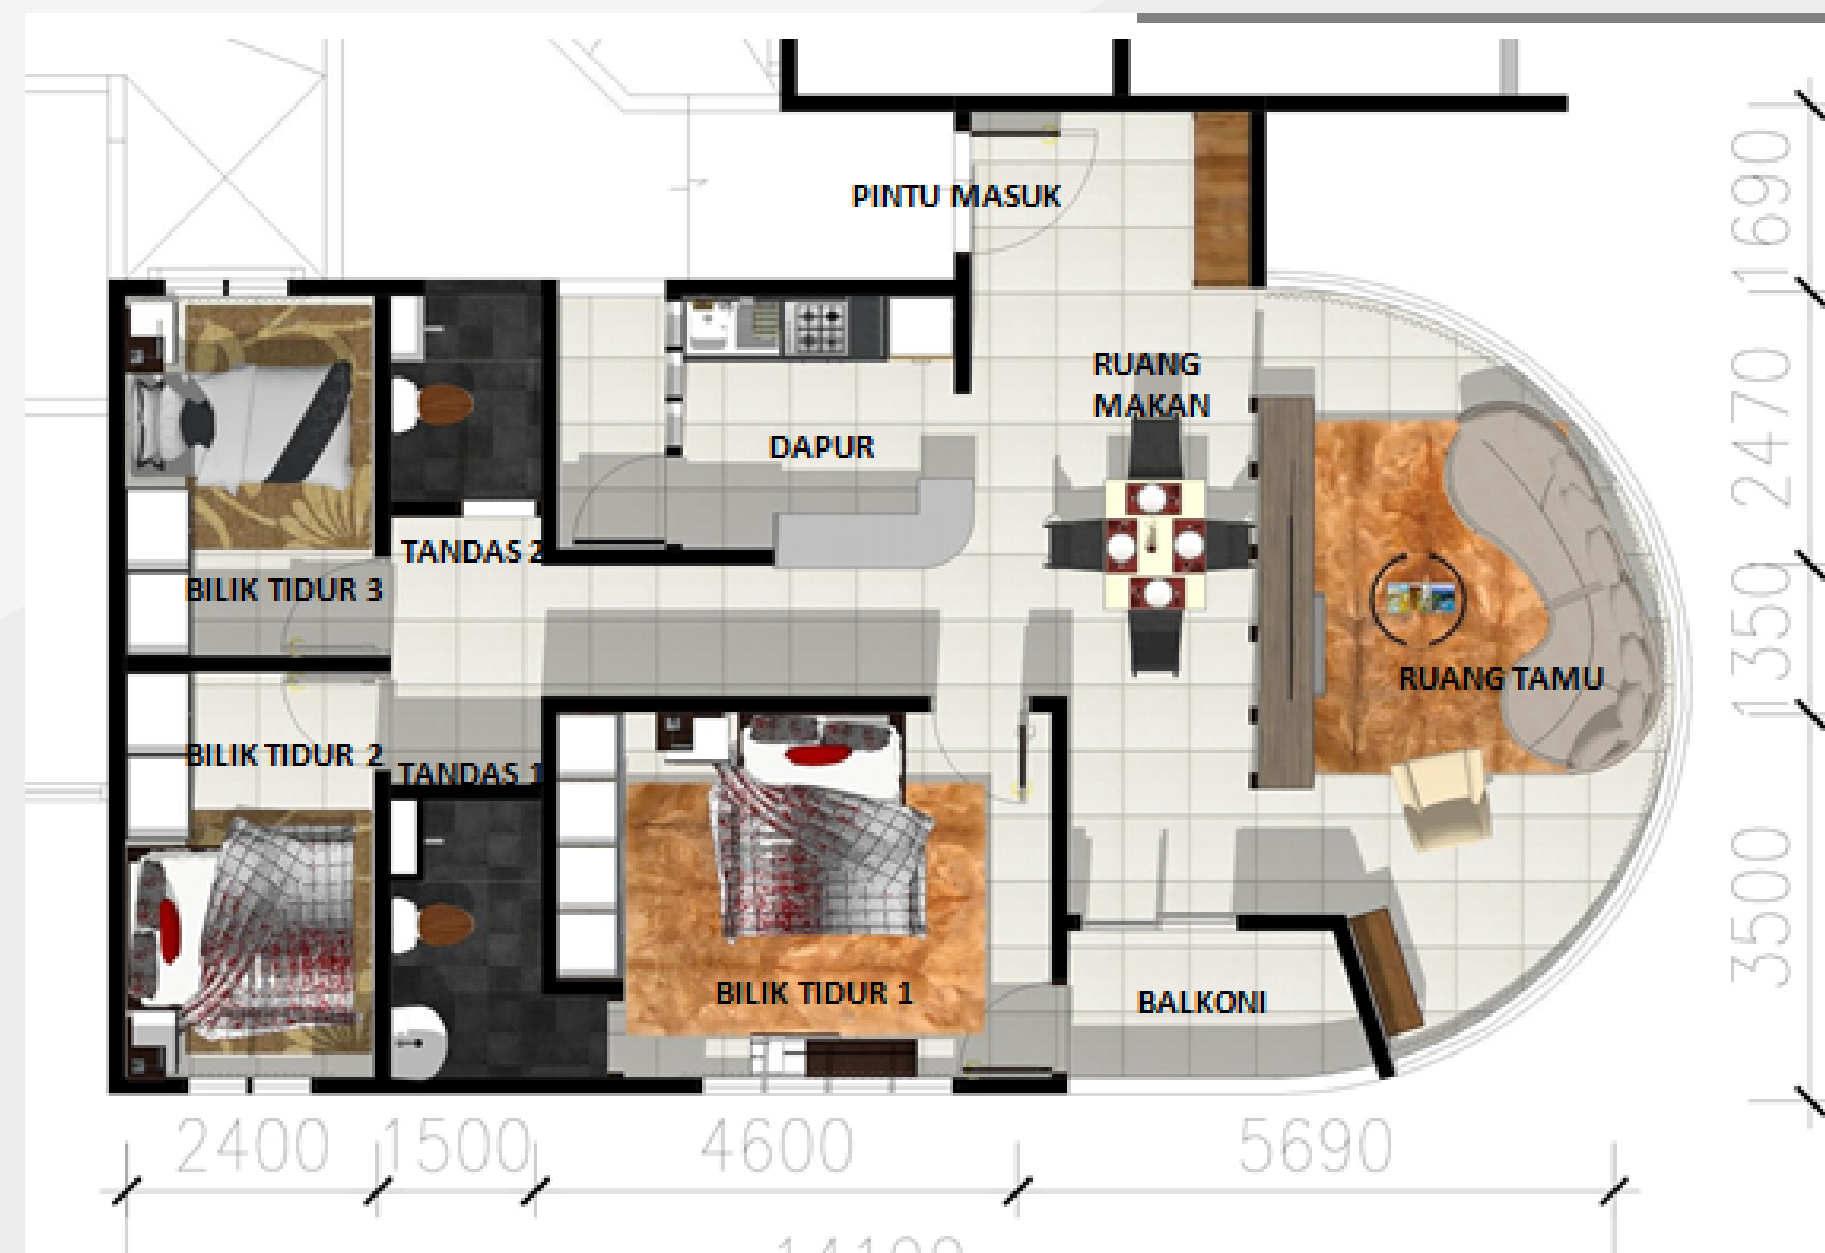 PINTU MASUK
1690
RUANG
MAKAN
2470
DAPUR
TANDAS 2
BILIK TIDUR 3
1350
RUANG TAMU
BILIK TIDUR 2
TANDAS 1
3500
BILIK TIDUR 1
BALKONI
2400
1500
4600
5690